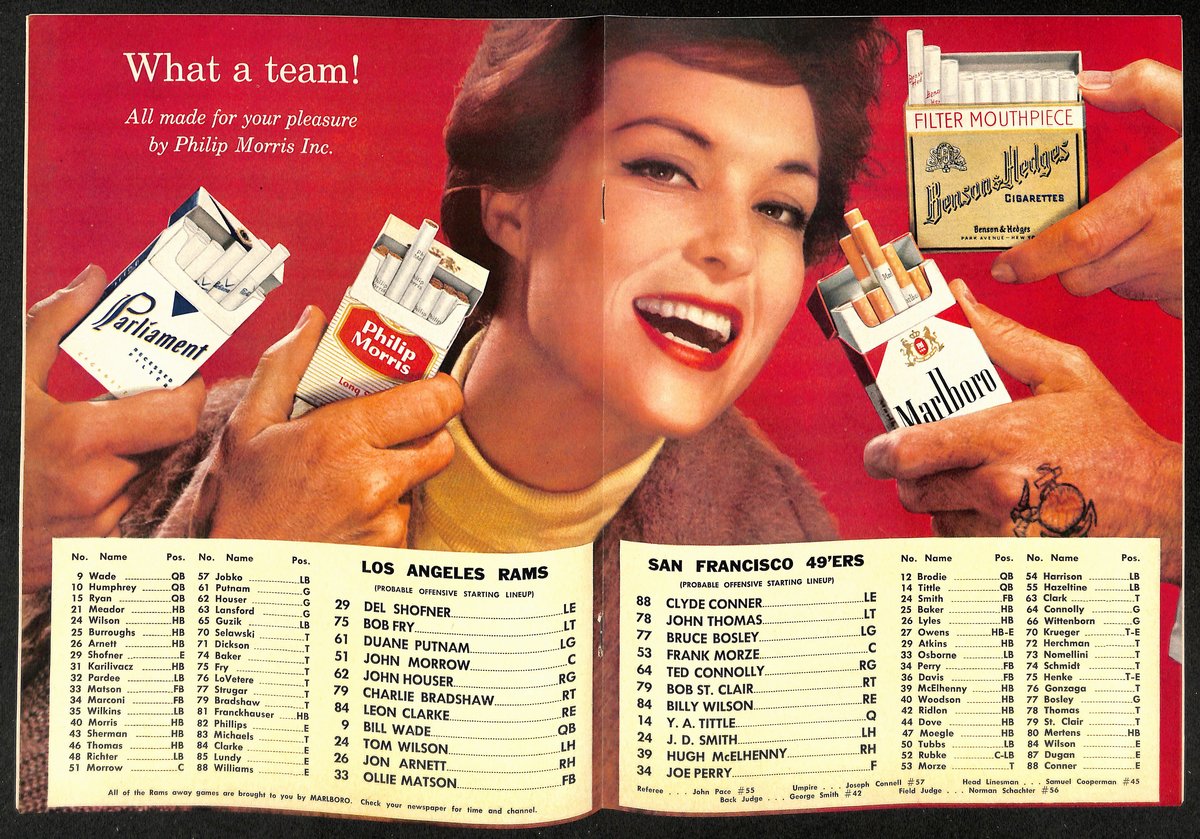 What a team!
All made for your pleasure
by Philip Morris Inc.
Parliament
RECESSED
FILTER
Philip
Morris
FILTER MOUTHPIECE
Benson & Hedges
CIGARETTES
Benson & Hedges
Marlboro
No. Name Pos. No. Name Pos.
9 Wade QB 57 Jobko LB
10 Humphrey QB 61 Putnam G
15 Ryan QB 62 Houser G
21 Meador HB 63 Lansford G
24 Wilson HB 65 Guzik LB
25 Burroughs HB 70 Selawski T
26 Arnett HB 71 Dickson T
29 Shofner E 74 Baker T
31 Karilivacz HB 75 Fry T
32 Pardee LB 76 LoVetere T
33 Matson FB 77 Strugar T
34 Marconi FB 79 Bradshaw T
35 Wilkins LB 81 Franckhauser HB
40 Morris HB 82 Phillips E
43 Sherman HB 83 Michaels T
46 Thomas HB 84 Clarke E
48 Richter LB 85 Lundy E
51 Morrow C 88 Williams E
LOS ANGELES RAMS
(PROBABLE OFFENSIVE STARTING LINEUP)
29 DEL SHOFNER LE
75 BOB FRY LT
61 DUANE PUTNAM LG
51 JOHN MORROW C
62 JOHN HOUSER RG
79 CHARLIE BRADSHAW RT
84 LEON CLARKE RE
9 BILL WADE QB
24 TOM WILSON LH
26 JON ARNETT RH
33 OLLIE MATSON FB
All of the Rams away games are brought to you by MARLBORO. Check your newspaper for time and channel.
SAN FRANCISCO 49'ERS
(PROBABLE OFFENSIVE STARTING LINEUP)
88 CLYDE CONNER LE
78 JOHN THOMAS LT
77 BRUCE BOSLEY LG
53 FRANK MORZE C
64 TED CONNOLLY RG
79 BOB ST. CLAIR RT
84 BILLY WILSON RE
14 Y. A. TITTLE Q
24 J. D. SMITH LH
39 HUGH McELHENNY RH
34 JOE PERRY F
No. Name Pos. No. Name Pos.
12 Brodie QB 54 Harrison LB
14 Tittle QB 55 Hazeltine LB
24 Smith FB 63 Clark T
25 Baker HB 64 Connolly G
26 Lyles HB 66 Wittenborn G
27 Owens HB-E 70 Krueger T-E
29 Atkins HB 72 Herchman T
33 Osborne LB 73 Nomellini T
34 Perry FB 74 Schmidt T
36 Davis FB 75 Henke T-E
39 McElhenny HB 76 Gonzaga T
40 Woodson HB 77 Bosley G
42 Ridlon HB 78 Thomas T
44 Dove HB 79 St. Clair T
47 Moegle HB 80 Mertens HB
50 Tubbs LB 84 Wilson E
52 Rubke C-LB 87 Dugan E
53 Morze T 88 Conner E
Referee . . . John Pace #55 Umpire . . . Joseph Connell #57 Head Linesman . . . Samuel Cooperman #45
Back Judge . . . George Smith #42 Field Judge . . . Norman Schachter #56